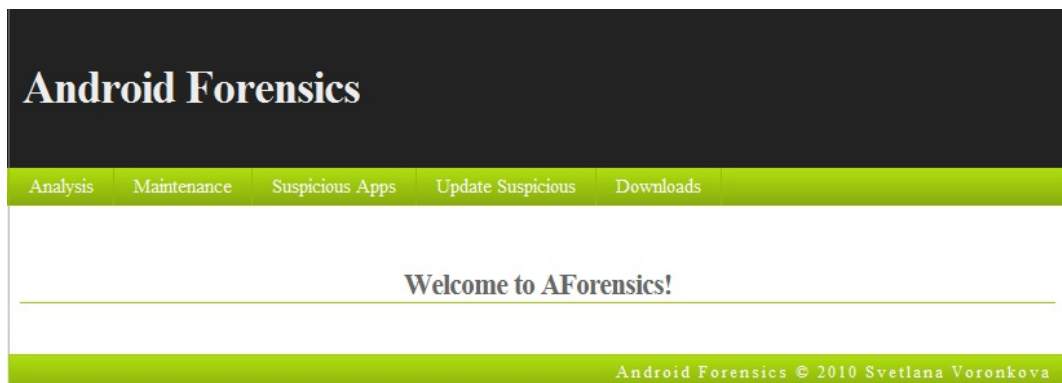 Android Forensics
Analysis Maintenance Suspicious Apps Update Suspicious Downloads
Welcome to AForensics!
Android Forensics © 2010 Svetlana Voronkova